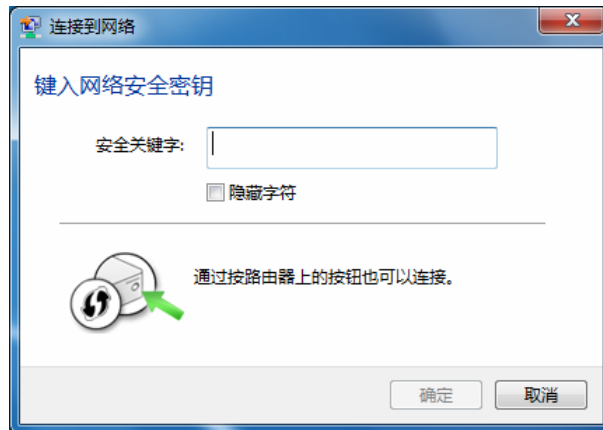 连接到网络
键入网络安全密钥
安全关键字:
隐藏字符
通过按路由器上的按钮也可以连接。
确定
取消